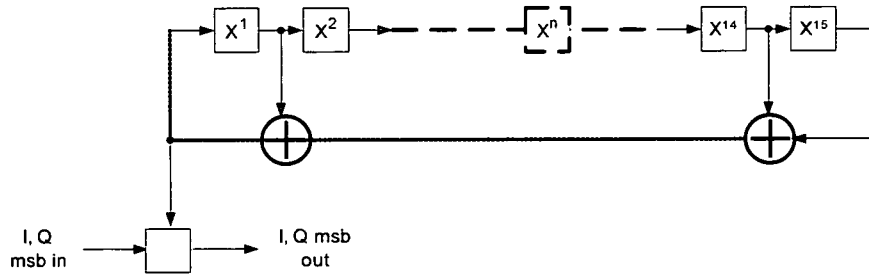 X¹ X² Xⁿ X¹⁴ X¹⁵
I, Q
msb in
I, Q msb
out